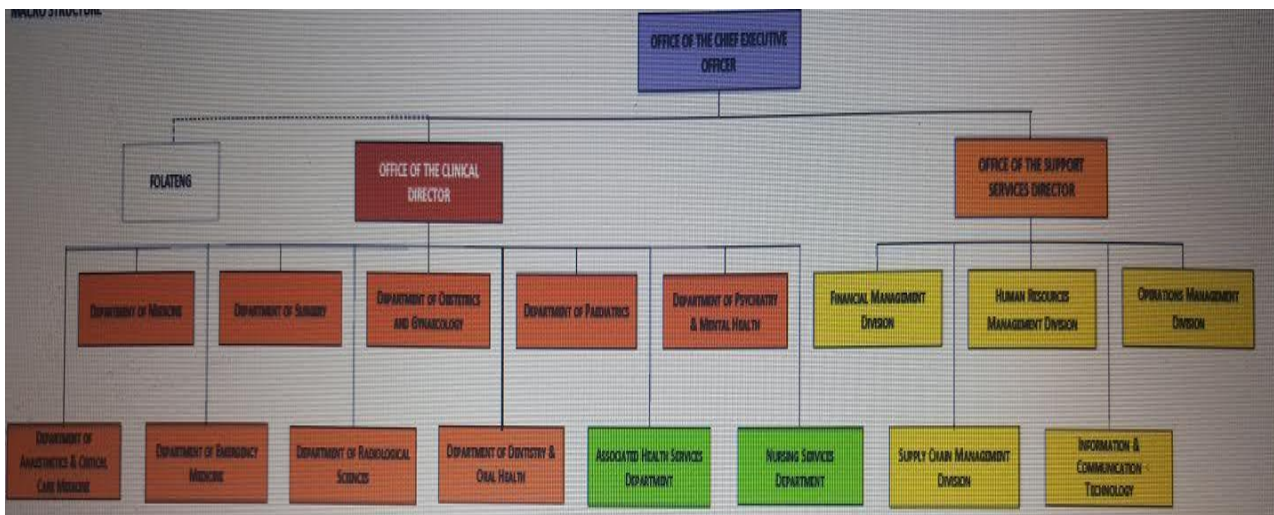 MACRO STRUCTURE
OFFICE OF THE CHIEF EXECUTIVE
OFFICER
FOLATENG
OFFICE OF THE CLINICAL
DIRECTOR
OFFICE OF THE SUPPORT
SERVICES DIRECTOR
DEPARTMENT OF MEDICINE
DEPARTMENT OF SURGERY
DEPARTMENT OF OBSTETRICS
AND GYNAECOLOGY
DEPARTMENT OF PAEDIATRICS
DEPARTMENT OF PSYCHIATRY
& MENTAL HEALTH
FINANCIAL MANAGEMENT
DIVISION
HUMAN RESOURCES
MANAGEMENT DIVISION
OPERATIONS MANAGEMENT
DIVISION
DEPARTMENT OF
ANAESTHETICS & CRITICAL
CARE MEDICINE
DEPARTMENT OF EMERGENCY
MEDICINE
DEPARTMENT OF RADIOLOGICAL
SCIENCES
DEPARTMENT OF DENTISTRY &
ORAL HEALTH
ASSOCIATED HEALTH SERVICES
DEPARTMENT
NURSING SERVICES
DEPARTMENT
SUPPLY CHAIN MANAGEMENT
DIVISION
INFORMATION &
COMMUNICATION
TECHNOLOGY